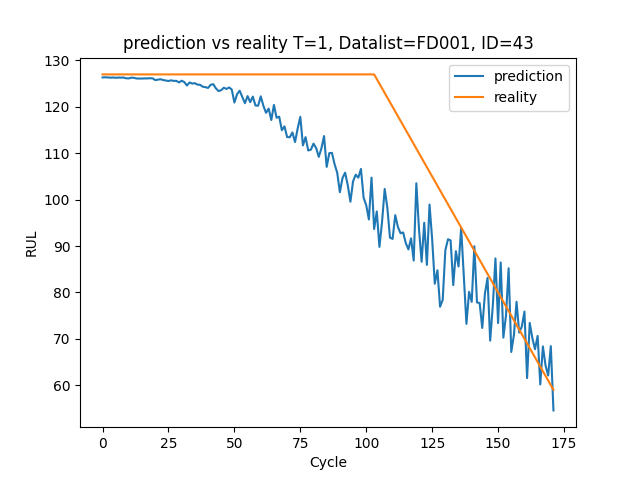 prediction vs reality T=1, Datalist=FD001, ID=43
prediction
reality
130
120
110
100
90
80
70
60
RUL
0 25 50 75 100 125 150 175
Cycle